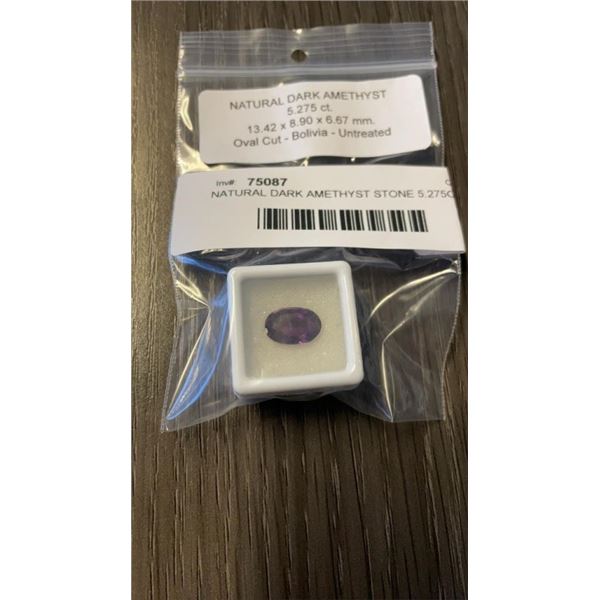 NATURAL DARK AMETHYST
5.275 ct.
13.42 x 8.90 x 6.67 mm.
Oval Cut - Bolivia - Untreated
Inv#: 75087
NATURAL DARK AMETHYST STONE 5.275C